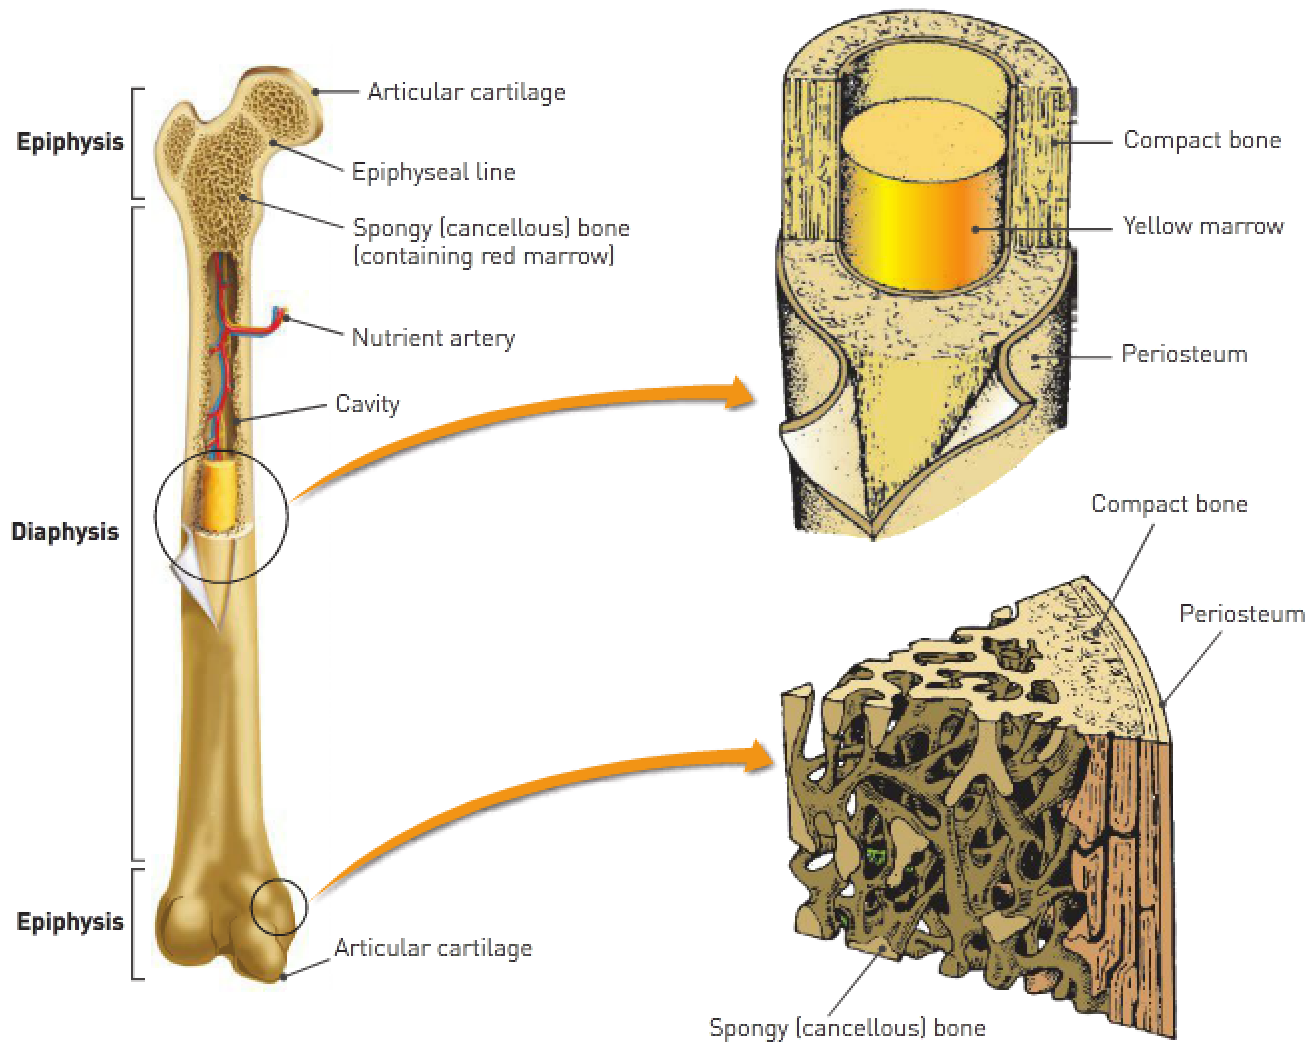 Articular cartilage
Epiphysis
Epiphyseal line
Spongy (cancellous) bone
(containing red marrow)
Nutrient artery
Cavity
Diaphysis
Epiphysis
Articular cartilage
Compact bone
Yellow marrow
Periosteum
Compact bone
Periosteum
Spongy (cancellous) bone